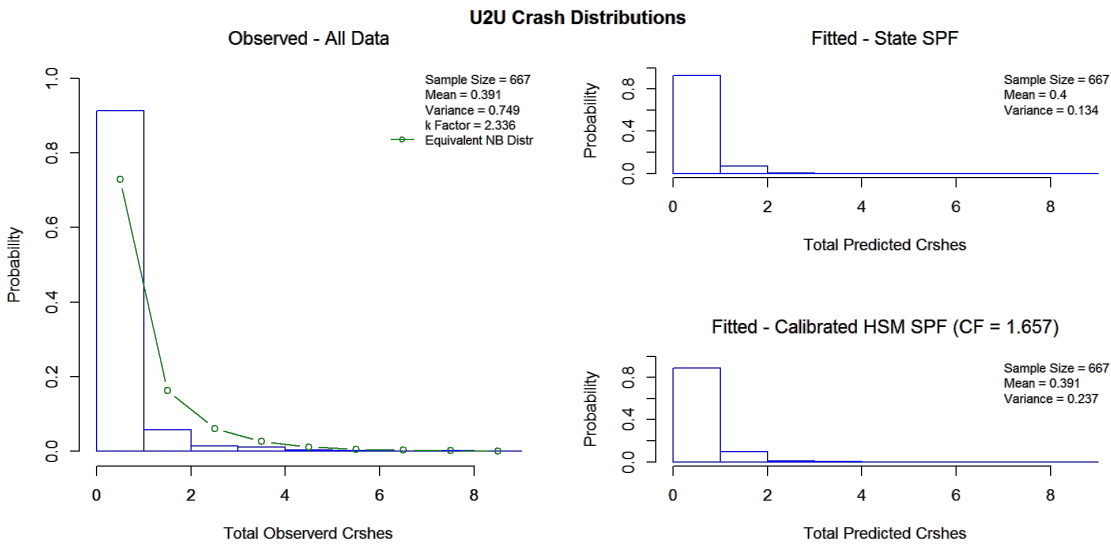 U2U Crash Distributions
Observed - All Data
Probability
1.0
0.8
0.6
0.4
0.2
0.0
Sample Size = 667
Mean = 0.391
Variance = 0.749
k Factor = 2.336
Equivalent NB Distr
0 2 4 6 8
Total Observerd Crshes
Fitted - State SPF
Probability
0.8
0.4
0.0
Sample Size = 667
Mean = 0.4
Variance = 0.134
0 2 4 6 8
Total Predicted Crshes
Fitted - Calibrated HSM SPF (CF = 1.657)
Probability
0.8
0.4
0.0
Sample Size = 667
Mean = 0.391
Variance = 0.237
0 2 4 6 8
Total Predicted Crshes